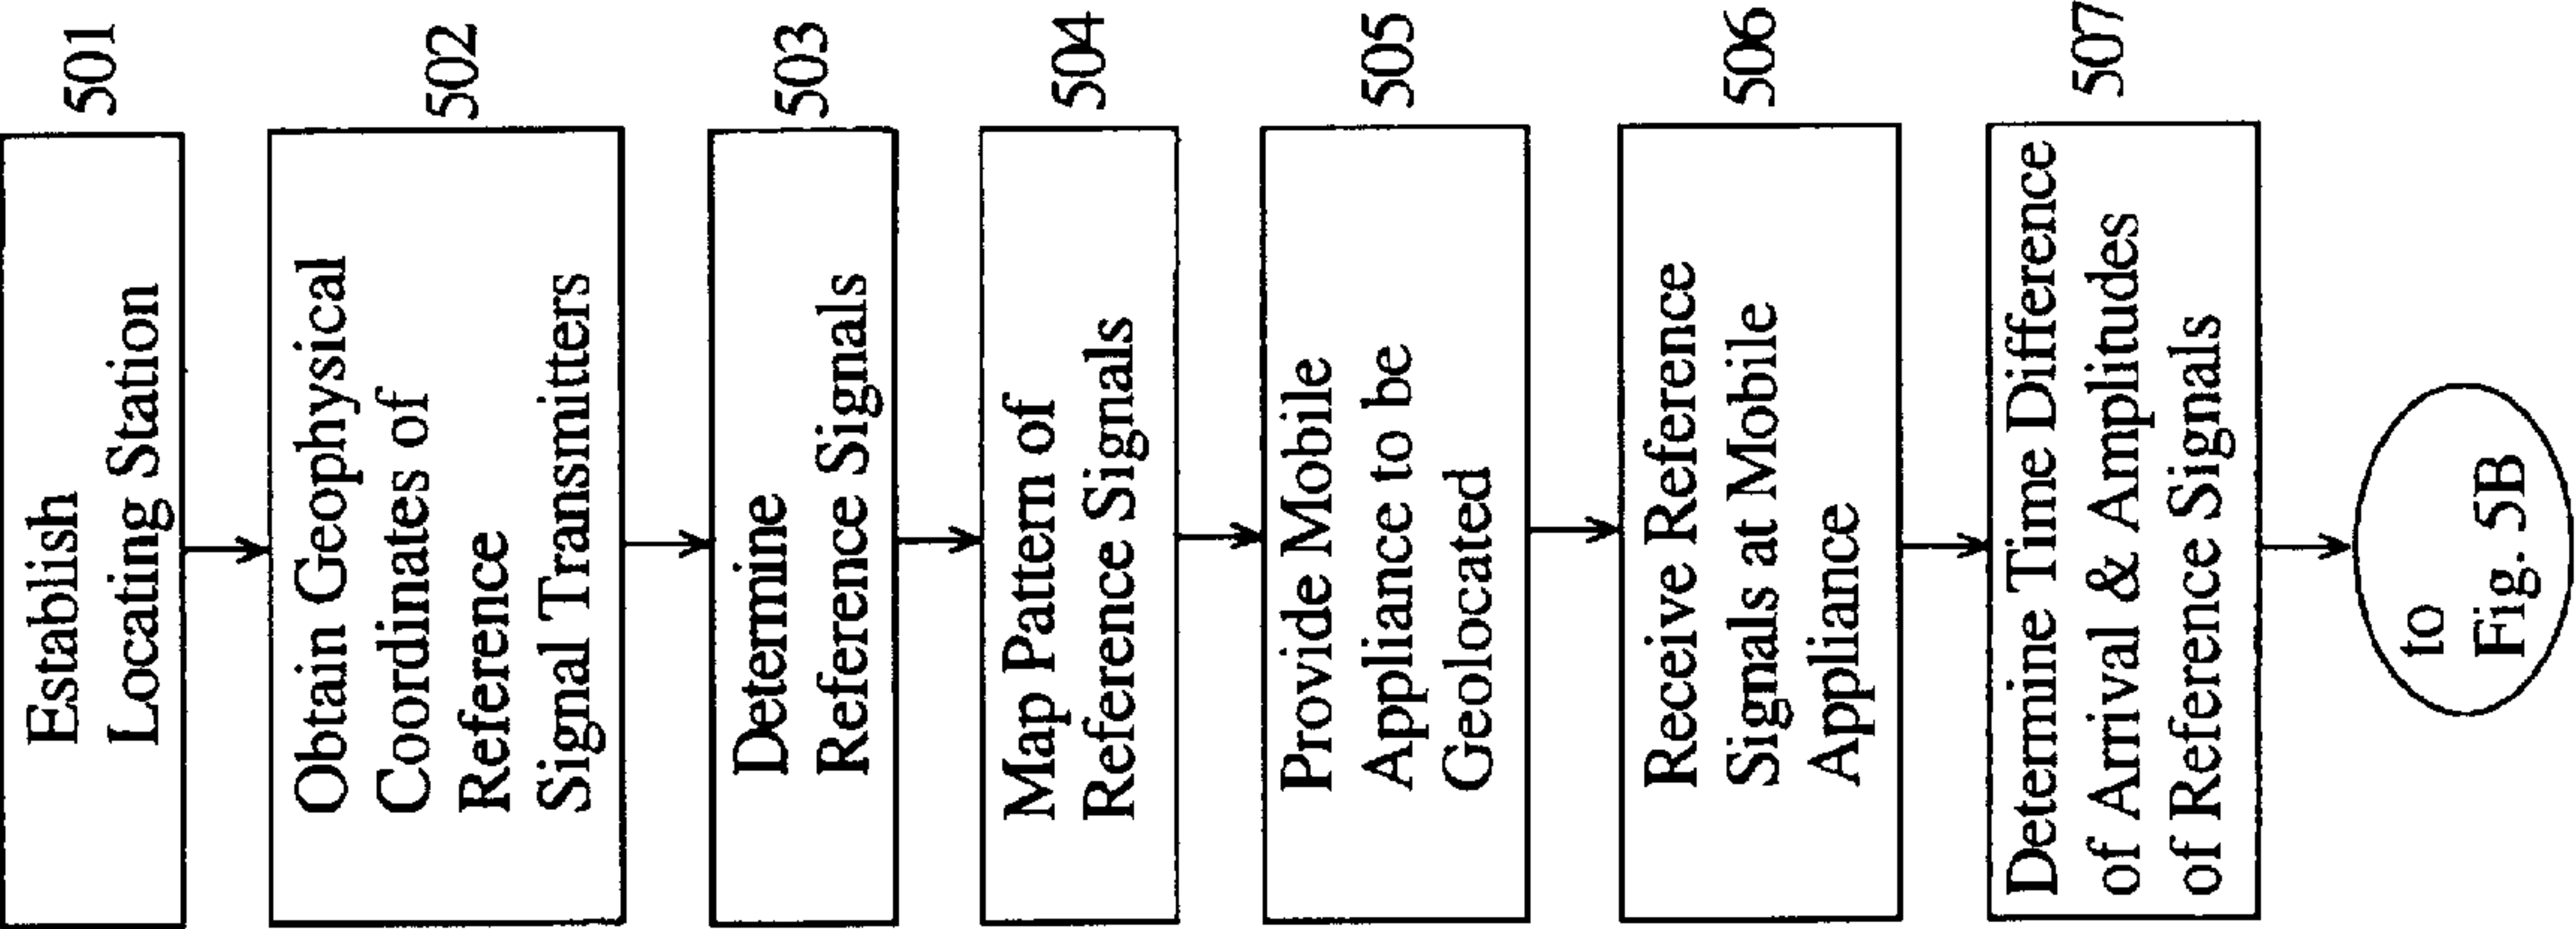 Establish
Locating Station
501
Obtain Geophysical
Coordinates of
Reference
Signal Transmitters
502
Determine
Reference Signals
503
Map Pattern of
Reference Signals
504
Provide Mobile
Appliance to be
Geolocated
505
Receive Reference
Signals at Mobile
Appliance
506
Determine Time Difference
of Arrival & Amplitudes
of Reference Signals
507
to
Fig. 5B